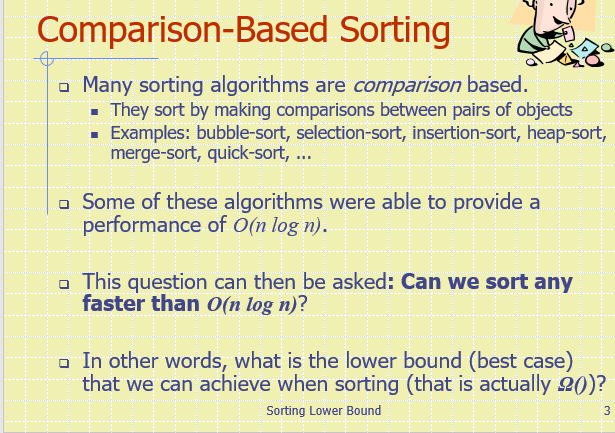 Comparison-Based Sorting
Many sorting algorithms are comparison based.
They sort by making comparisons between pairs of objects
Examples: bubble-sort, selection-sort, insertion-sort, heap-sort,
merge-sort, quick-sort, ...
Some of these algorithms were able to provide a
performance of O(n log n).
This question can then be asked: Can we sort any
faster than O(n log n)?
In other words, what is the lower bound (best case)
that we can achieve when sorting (that is actually Ω())?
Sorting Lower Bound
3